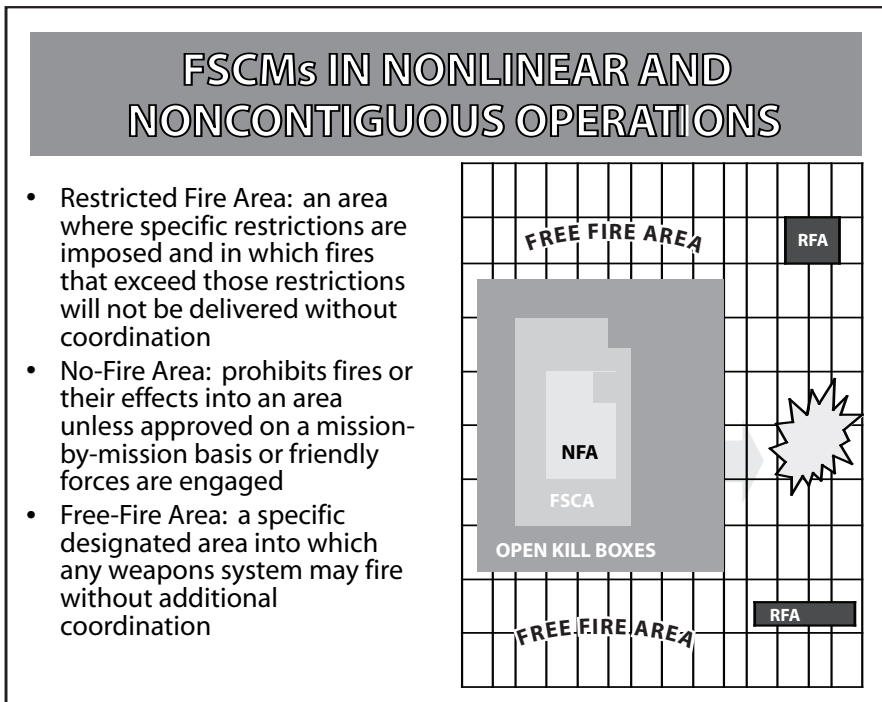 FSCMs IN NONLINEAR AND
NONCONTIGUOUS OPERATIONS
• Restricted Fire Area: an area
where specific restrictions are
imposed and in which fires
that exceed those restrictions
will not be delivered without
coordination
• No-Fire Area: prohibits fires or
their effects into an area
unless approved on a mission-
by-mission basis or friendly
forces are engaged
• Free-Fire Area: a specific
designated area into which
any weapons system may fire
without additional
coordination
FREE FIRE AREA
RFA
NFA
FSCA
OPEN KILL BOXES
RFA
FREE FIRE AREA